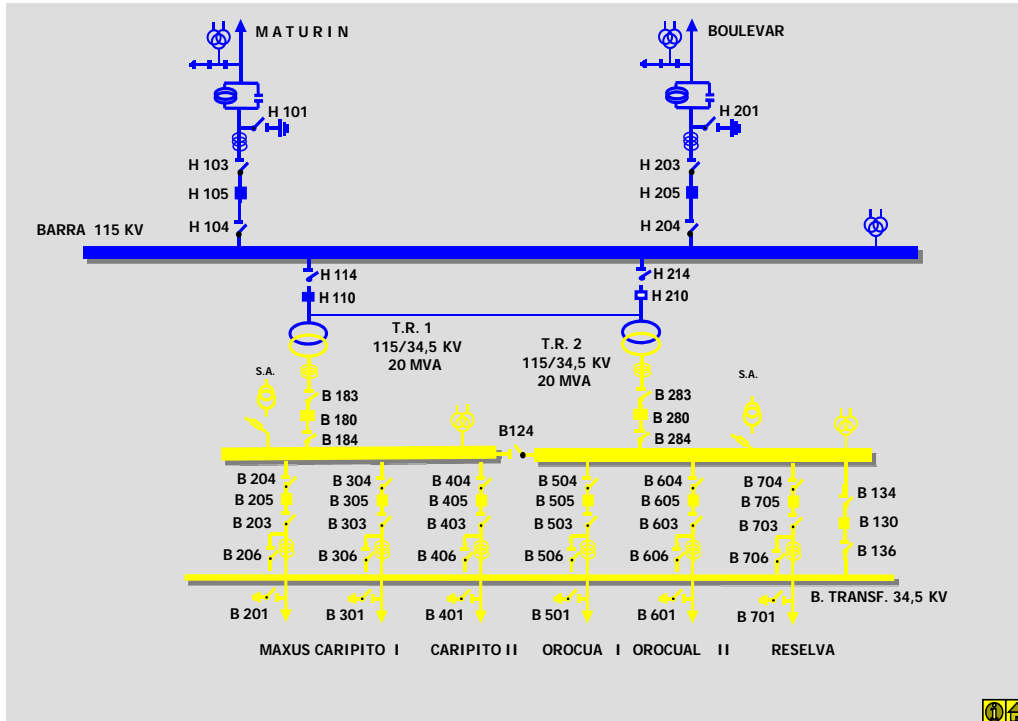 MATURIN
BOULEVAR
H 101
H 201
H 103
H 203
H 105
H 205
H 104
H 204
BARRA 115 KV
H 114
H 214
H 110
H 210
T.R. 1
115/34,5 KV
20 MVA
T.R. 2
115/34,5 KV
20 MVA
S.A.
S.A.
B 183
B 283
B 180
B 280
B 184
B 284
B124
B 204
B 304
B 404
B 504
B 604
B 704
B 134
B 205
B 305
B 405
B 505
B 605
B 705
B 130
B 203
B 303
B 403
B 503
B 603
B 703
B 136
B 206
B 306
B 406
B 506
B 606
B 706
B. TRANSF. 34,5 KV
B 201
B 301
B 401
B 501
B 601
B 701
MAXUS CARIPITO I
CARIPITO II
OROCUA I
OROCUAL II
RESELVA